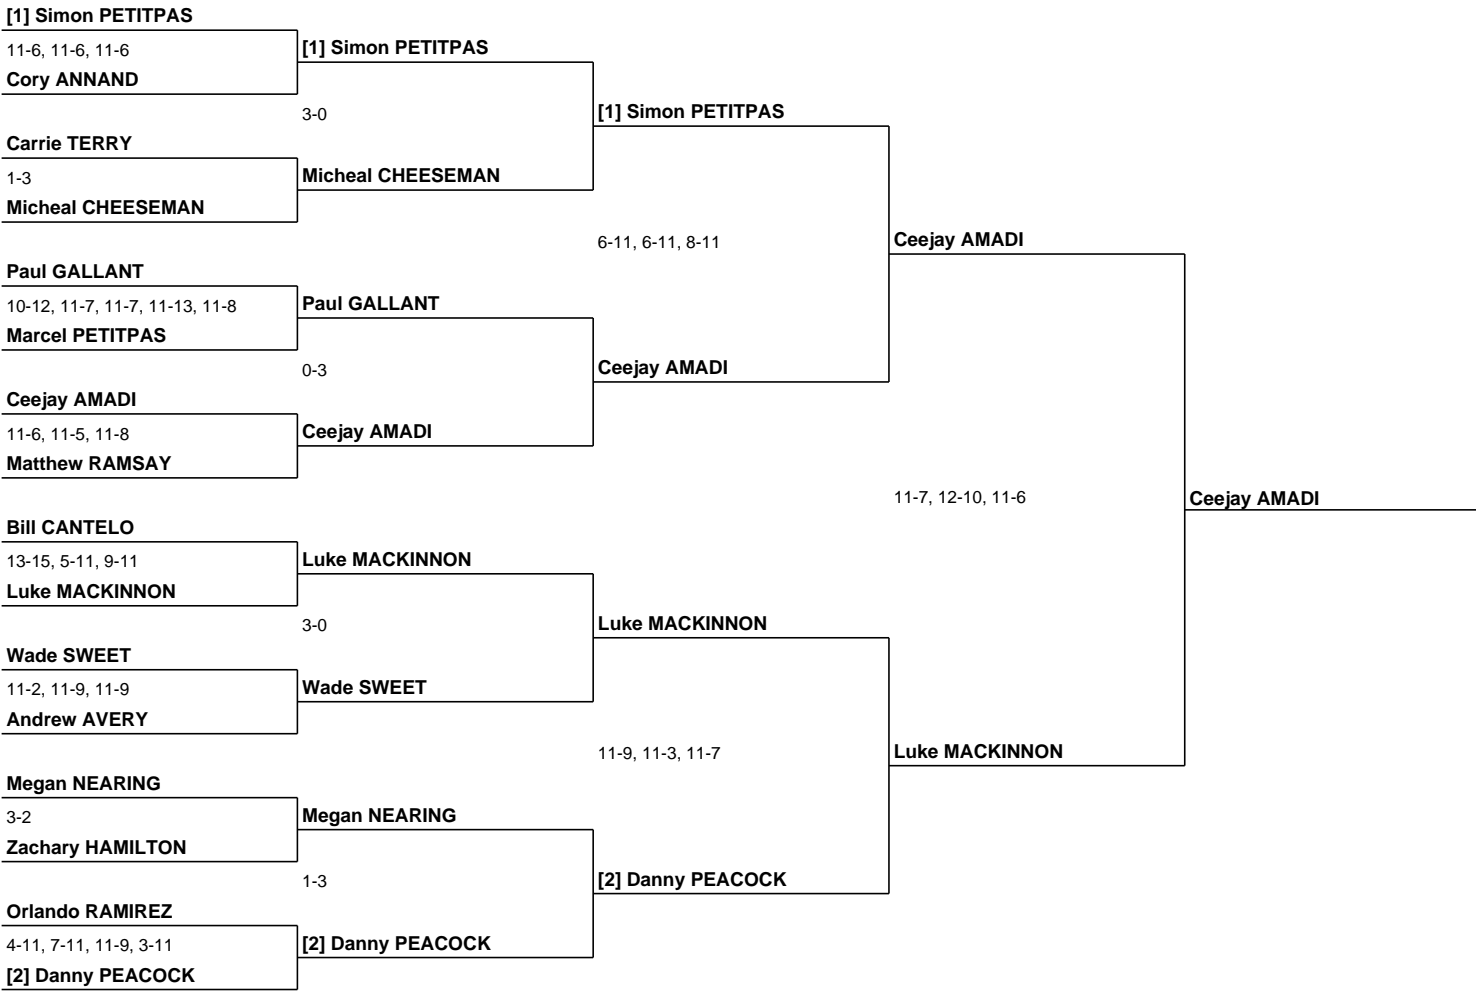 [1] Simon PETITPAS
11-6, 11-6, 11-6
Cory ANNAND
Carrie TERRY
1-3
Micheal CHEESEMAN
Paul GALLANT
10-12, 11-7, 11-7, 11-13, 11-8
Marcel PETITPAS
Ceejay AMADI
11-6, 11-5, 11-8
Matthew RAMSAY
Bill CANTELO
13-15, 5-11, 9-11
Luke MACKINNON
Wade SWEET
11-2, 11-9, 11-9
Andrew AVERY
Megan NEARING
3-2
Zachary HAMILTON
Orlando RAMIREZ
4-11, 7-11, 11-9, 3-11
[2] Danny PEACOCK
[1] Simon PETITPAS
3-0
Micheal CHEESEMAN
Paul GALLANT
0-3
Ceejay AMADI
Luke MACKINNON
3-0
Wade SWEET
Megan NEARING
1-3
[2] Danny PEACOCK
[1] Simon PETITPAS
6-11, 6-11, 8-11
Ceejay AMADI
Luke MACKINNON
11-9, 11-3, 11-7
[2] Danny PEACOCK
Ceejay AMADI
11-7, 12-10, 11-6
Luke MACKINNON
Ceejay AMADI